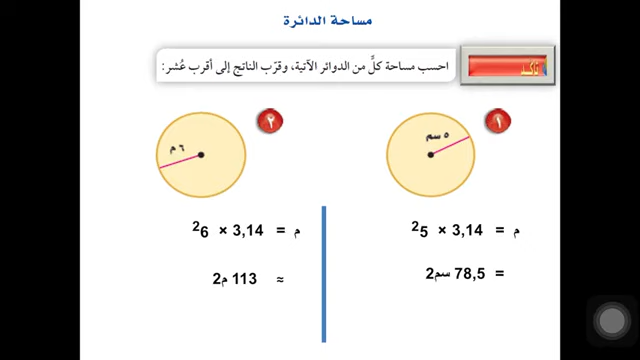 مساحة الدائرة
تأكد
احسب مساحة كلٍّ من الدوائر الآتية، وقرّب الناتج إلى أقرب عُشر:
١
٥ سم
م = 3,14 × 5²
= 78,5 سم2
٢
٦ م
م = 3,14 × 6²
≈ 113 م2